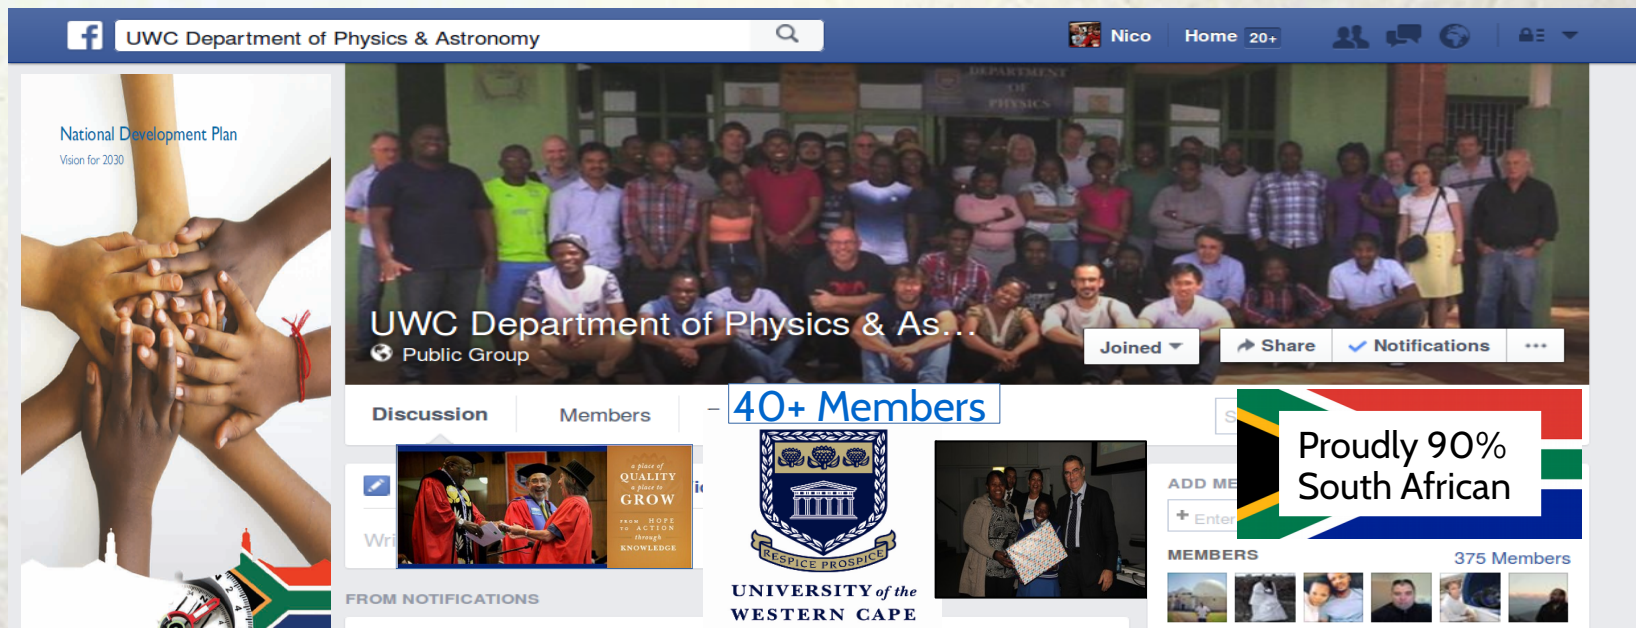 UWC Department of Physics & Astronomy
Nico
Home 20+
National Development Plan
Vision for 2030
DEPARTMENT
OF
PHYSICS
UWC Department of Physics & As...
Public Group
Joined
Share
Notifications
Discussion
Members
– 40+ Members
a place of
QUALITY
a place to
GROW
FROM HOPE
TO ACTION
through
KNOWLEDGE
Wri
RESPICE PROSPICE
UNIVERSITY of the
WESTERN CAPE
FROM NOTIFICATIONS
Proudly 90%
South African
ADD ME
+ Enter
MEMBERS
375 Members